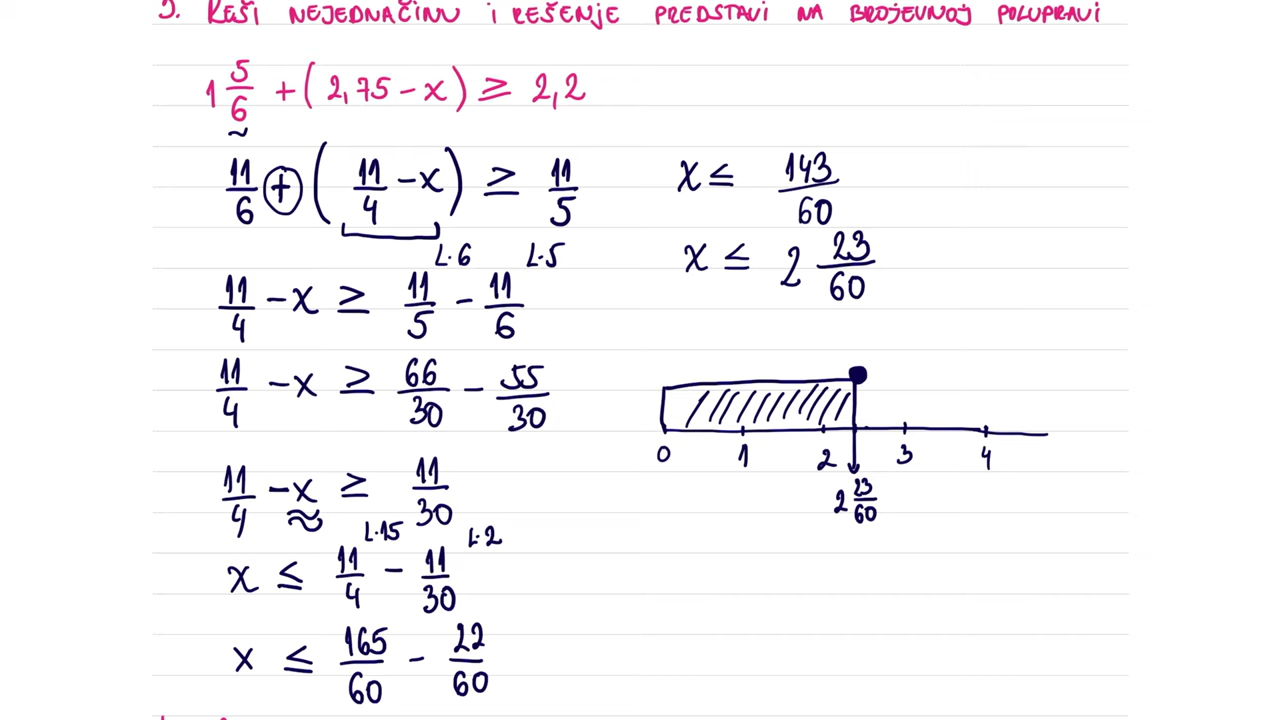 5. REŠI NEJEDNAČINU I REŠENJE PREDSTAVI NA BROJEVNOJ POLUPRAVI
1 5/6 + (2,75 - x) ≥ 2,2
11/6 + (11/4 - x) ≥ 11/5
L·6 L·5
11/4 - x ≥ 11/5 - 11/6
11/4 - x ≥ 66/30 - 55/30
11/4 - x ≥ 11/30
L·15 L·2
x ≤ 11/4 - 11/30
x ≤ 165/60 - 22/60
x ≤ 143/60
x ≤ 2 23/60
0 1 2 3 4
2 23/60